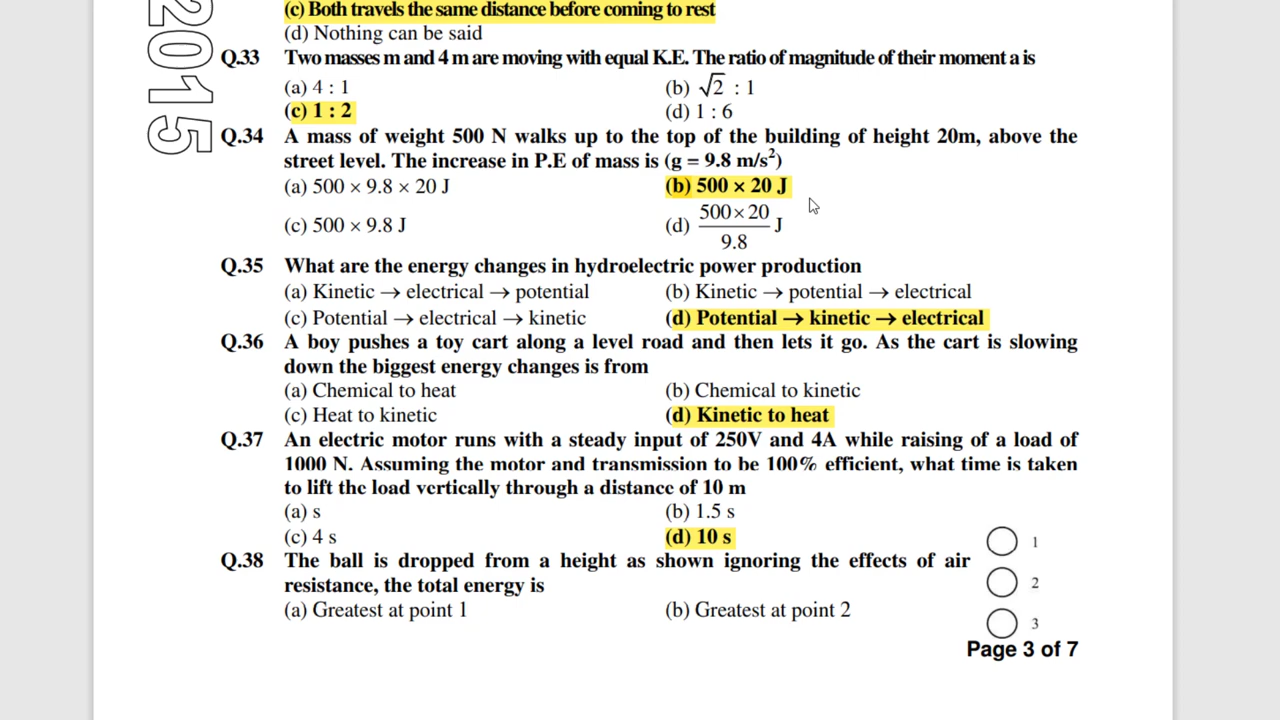 2015
(c) Both travels the same distance before coming to rest
(d) Nothing can be said
Q.33 Two masses m and 4 m are moving with equal K.E. The ratio of magnitude of their moment a is
(a) 4 : 1 (b) √2 : 1
(c) 1 : 2 (d) 1 : 6
Q.34 A mass of weight 500 N walks up to the top of the building of height 20m, above the
street level. The increase in P.E of mass is (g = 9.8 m/s²)
(a) 500 × 9.8 × 20 J (b) 500 × 20 J
(c) 500 × 9.8 J (d) 500 × 20 / 9.8 J
Q.35 What are the energy changes in hydroelectric power production
(a) Kinetic → electrical → potential (b) Kinetic → potential → electrical
(c) Potential → electrical → kinetic (d) Potential → kinetic → electrical
Q.36 A boy pushes a toy cart along a level road and then lets it go. As the cart is slowing
down the biggest energy changes is from
(a) Chemical to heat (b) Chemical to kinetic
(c) Heat to kinetic (d) Kinetic to heat
Q.37 An electric motor runs with a steady input of 250V and 4A while raising of a load of
1000 N. Assuming the motor and transmission to be 100% efficient, what time is taken
to lift the load vertically through a distance of 10 m
(a) s (b) 1.5 s
(c) 4 s (d) 10 s
Q.38 The ball is dropped from a height as shown ignoring the effects of air
resistance, the total energy is
(a) Greatest at point 1 (b) Greatest at point 2
1
2
3
Page 3 of 7